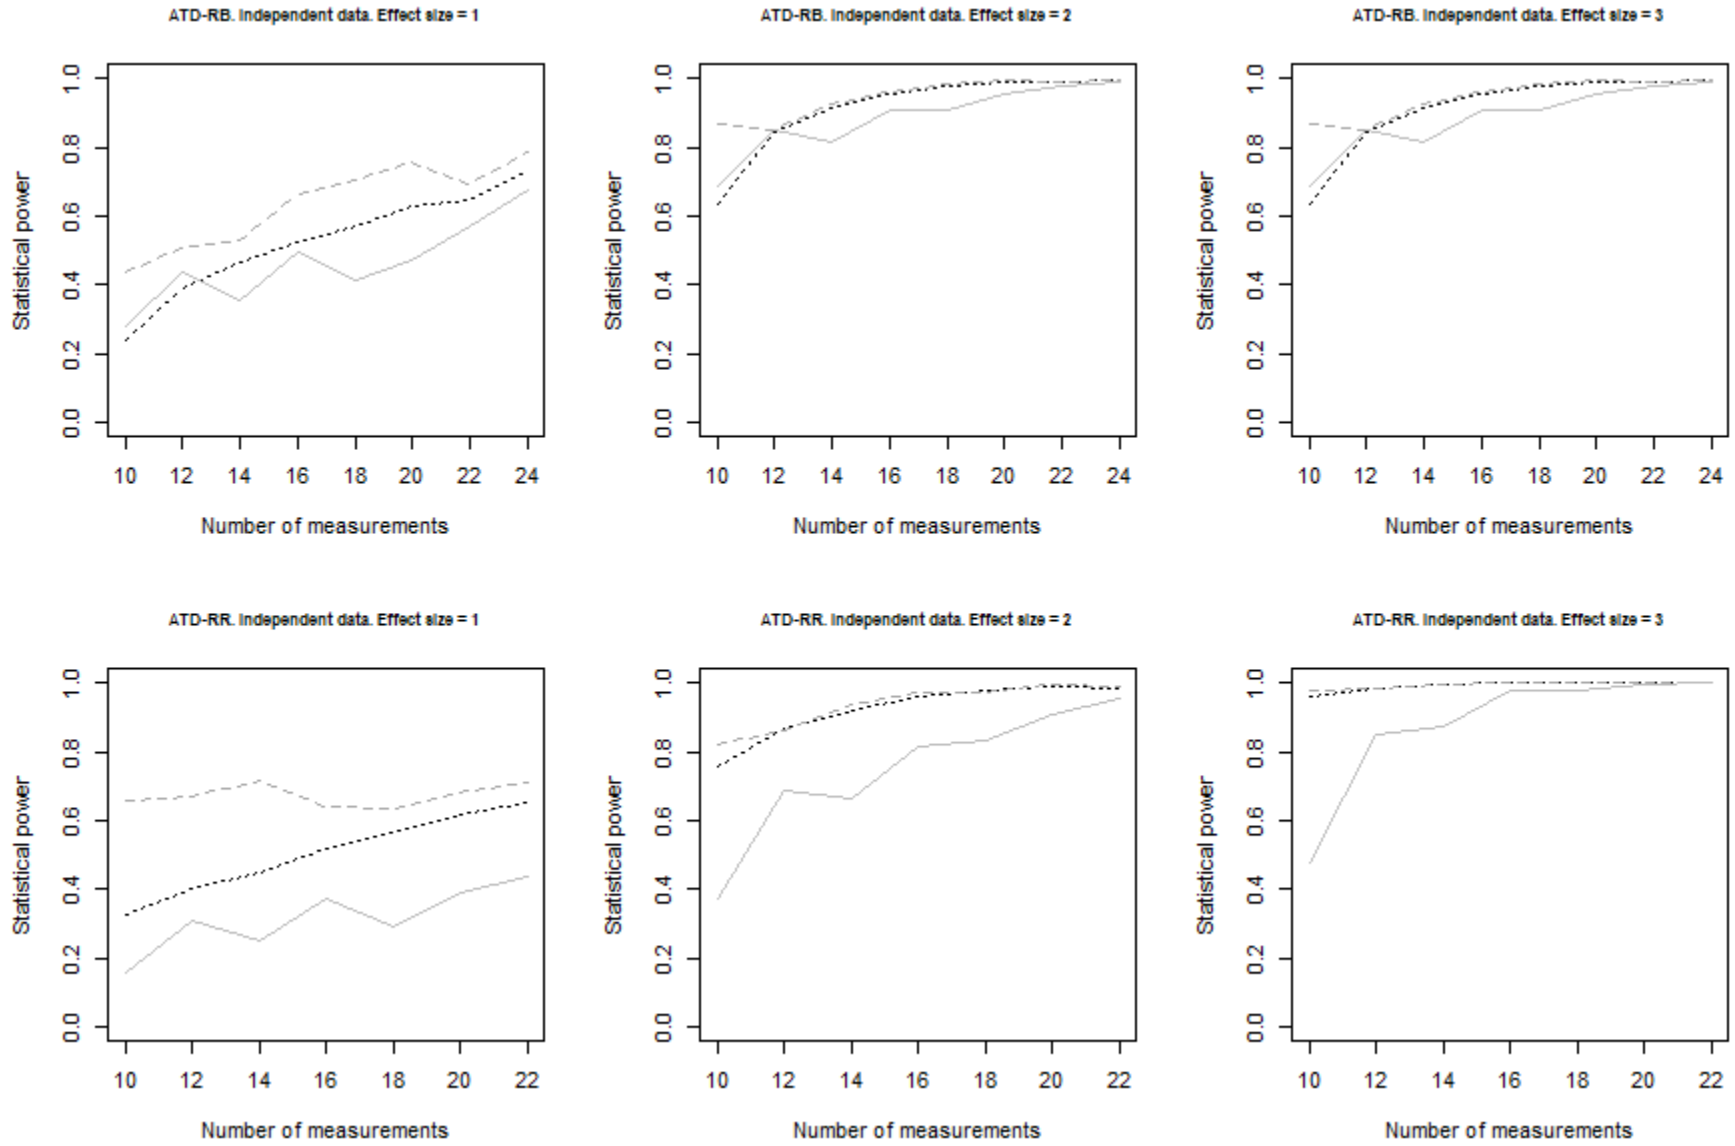 ATD-RB. Independent data. Effect size = 1
ATD-RB. Independent data. Effect size = 2
ATD-RB. Independent data. Effect size = 3
Statistical power
1.0
0.8
0.6
0.4
0.2
0.0
10 12 14 16 18 20 22 24
Number of measurements
Statistical power
1.0
0.8
0.6
0.4
0.2
0.0
10 12 14 16 18 20 22 24
Number of measurements
Statistical power
1.0
0.8
0.6
0.4
0.2
0.0
10 12 14 16 18 20 22 24
Number of measurements
ATD-RR. Independent data. Effect size = 1
ATD-RR. Independent data. Effect size = 2
ATD-RR. Independent data. Effect size = 3
Statistical power
1.0
0.8
0.6
0.4
0.2
0.0
10 12 14 16 18 20 22
Number of measurements
Statistical power
1.0
0.8
0.6
0.4
0.2
0.0
10 12 14 16 18 20 22
Number of measurements
Statistical power
1.0
0.8
0.6
0.4
0.2
0.0
10 12 14 16 18 20 22
Number of measurements